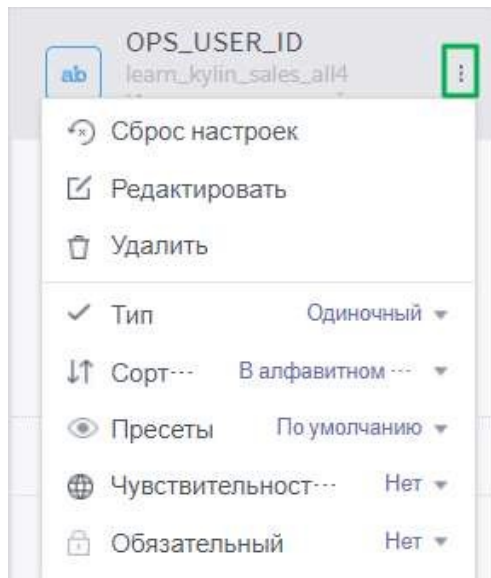 OPS_USER_ID
ab
learn_kylin_sales_all4
Сброс настроек
Редактировать
Удалить
Тип Одиночный
Сорт··· В алфавитном ···
Пресеты По умолчанию
Чувствительност··· Нет
Обязательный Нет